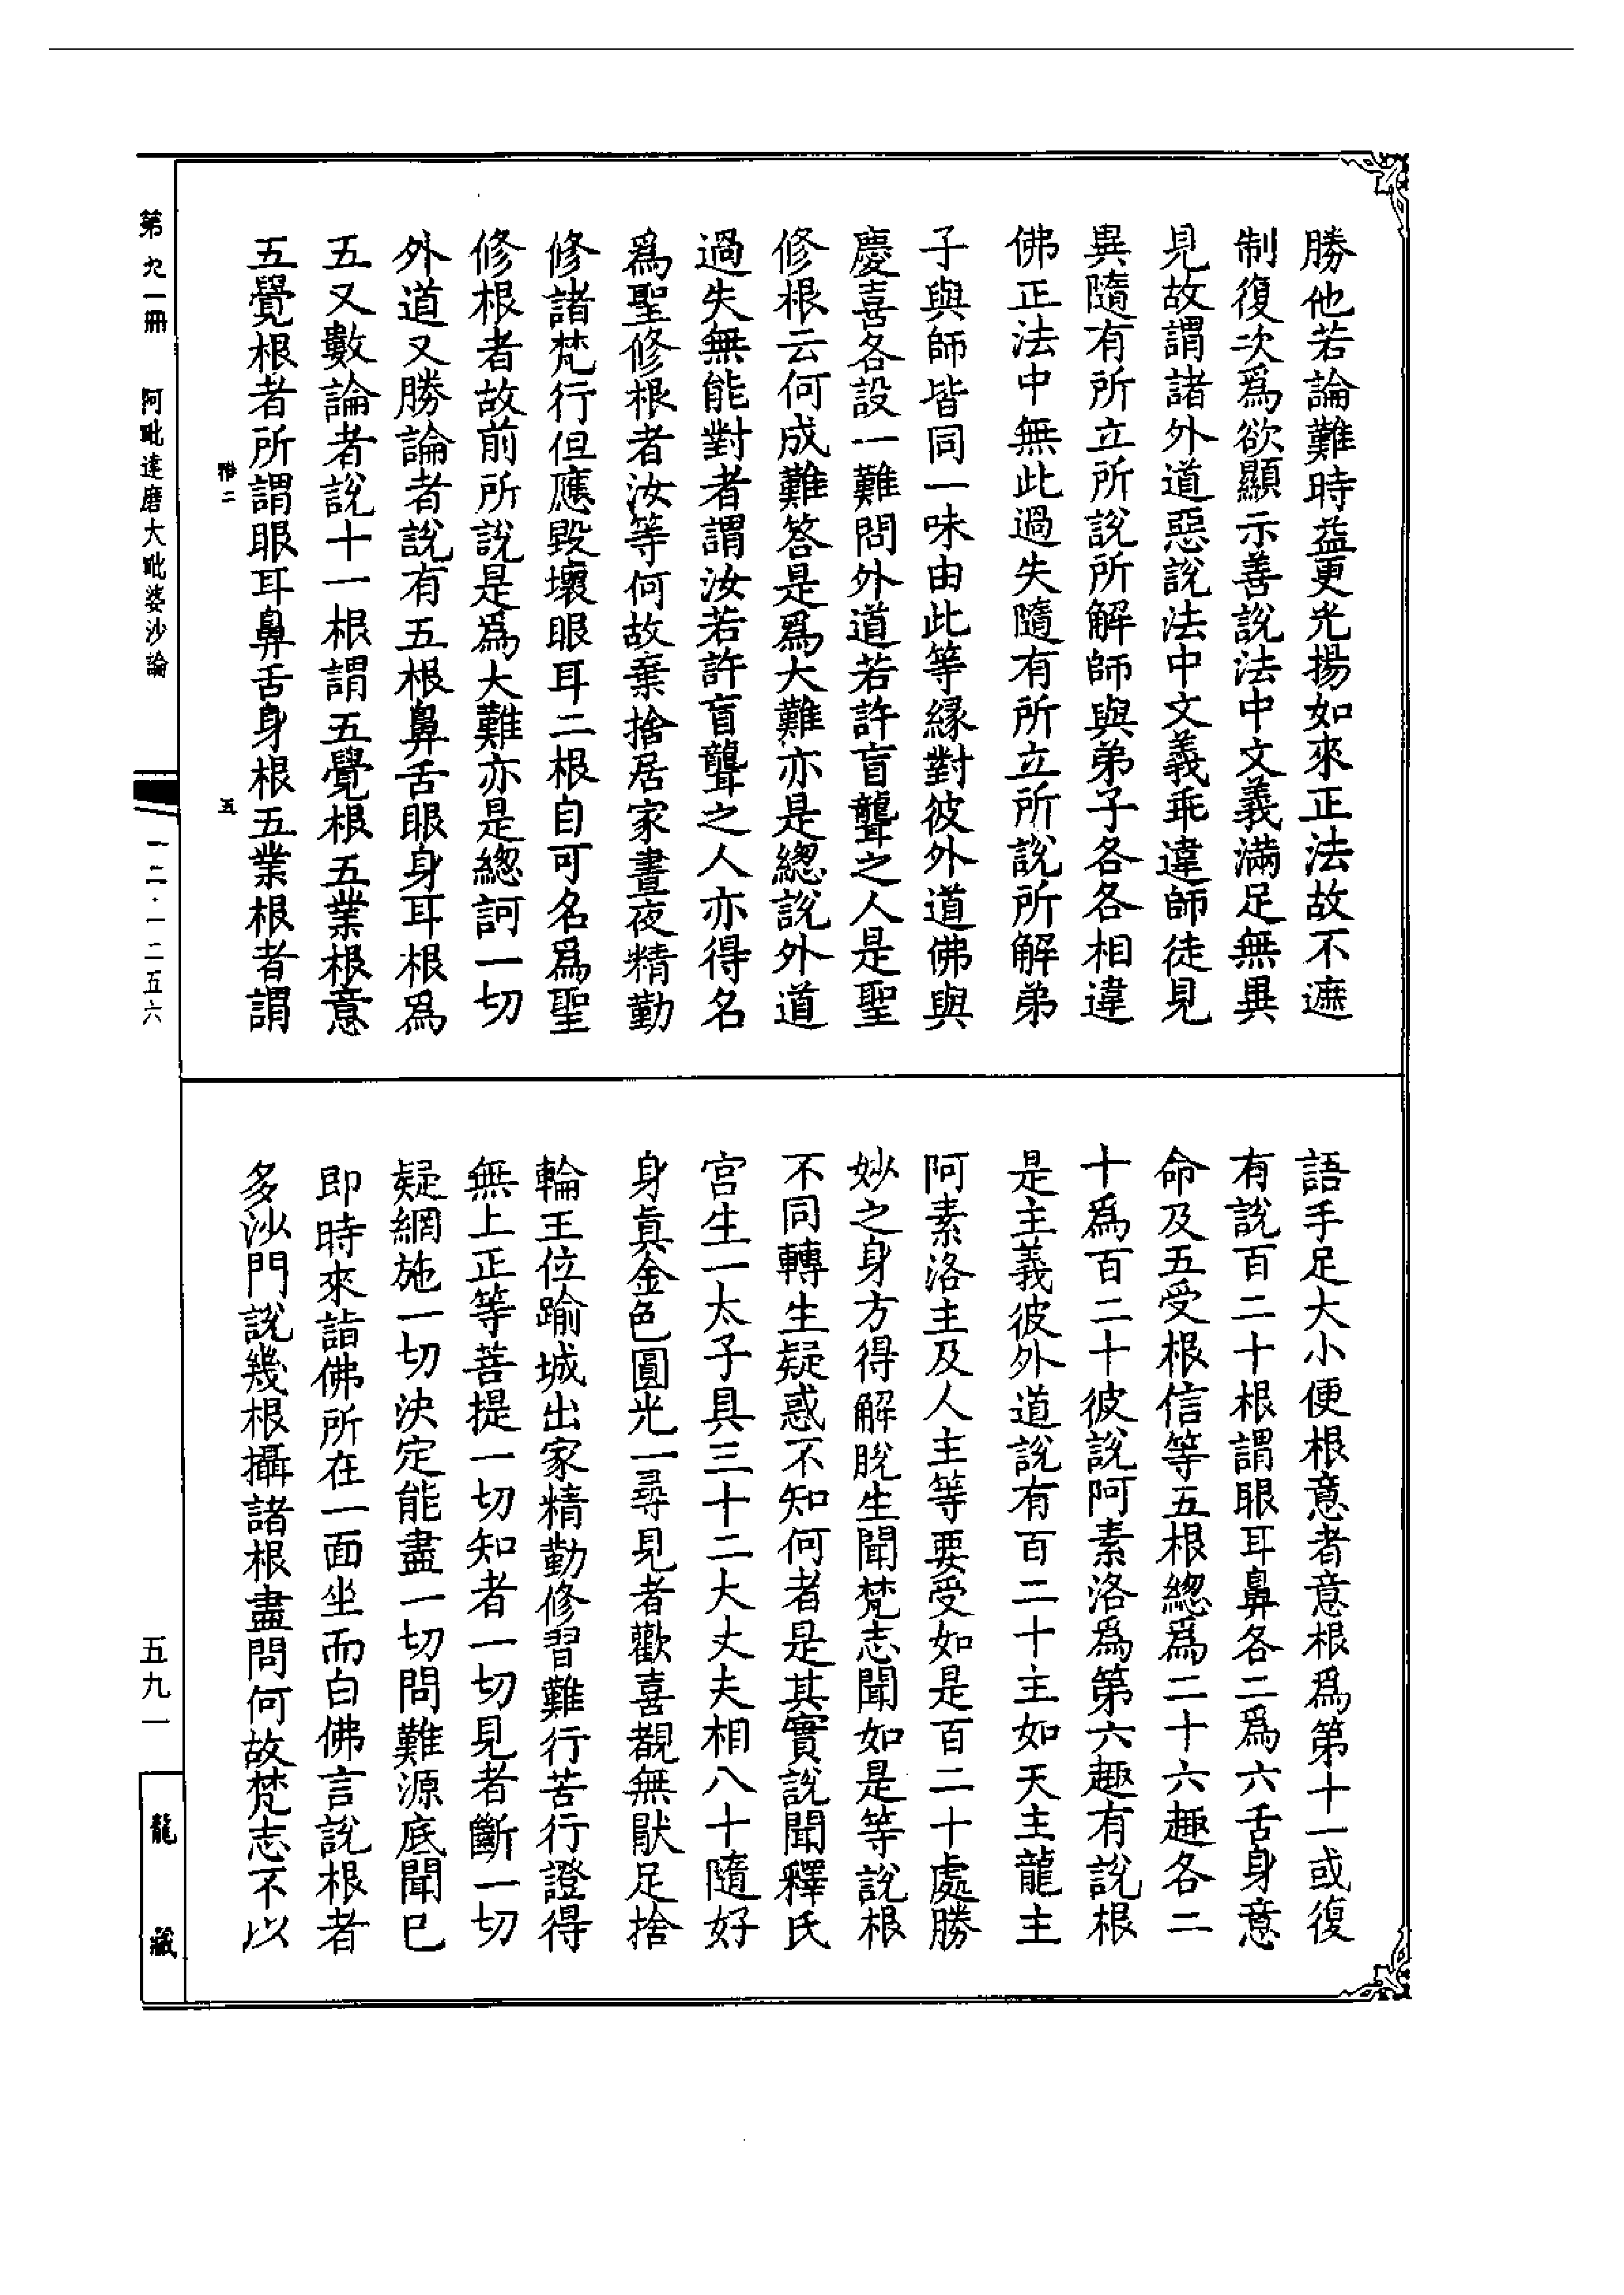 勝他若論難時益更光揚如來正法故不遮
制復次爲欲顯示善說法中文義滿足無異
見故謂諸外道惡說法中文義乖違師徒見
異隨有所立所說所解師與弟子各各相違
佛正法中無此過失隨有所立所說所解弟
子與師皆同一味由此等緣對彼外道佛與
慶喜各設一難問外道若許盲聾之人是聖
修根云何成難答是爲大難亦是總說外道
過失無能對者謂汝若許盲聾之人亦得名
爲聖修根者汝等何故棄捨居家晝夜精勤
修諸梵行但應毀壞眼耳二根自可名爲聖
修根者故前所說是爲大難亦是總訶一切
外道又勝論者說有五根鼻舌眼身耳根爲
五又數論者說十一根謂五覺根五業根意
五覺根者所謂眼耳鼻舌身根五業根者謂
雅二
五
語手足大小便根意者意根爲第十一或復
有說百二十根謂眼耳鼻各二爲六舌身意
命及五受根信等五根總爲二十六趣各二
十爲百二十彼說阿素洛爲第六趣有說根
是主義彼外道說有百二十主如天主龍主
阿素洛主及人主等要受如是百二十處勝
妙之身方得解脫生聞梵志聞如是等說根
不同轉生疑惑不知何者是其實說聞釋氏
宮生一太子具三十二大丈夫相八十隨好
身真金色圓光一尋見者歡喜覩無猒足捨
輪王位踰城出家精勤修習難行苦行證得
無上正等菩提一切知者一切見者斷一切
疑網施一切決定能盡一切問難源底聞已
即時來詣佛所在一面坐而白佛言說根者
多沙門說幾根攝諸根盡問何故梵志不以
第九一冊 阿毗達磨大毗婆沙論
一二·一二五六
五九一
龍藏